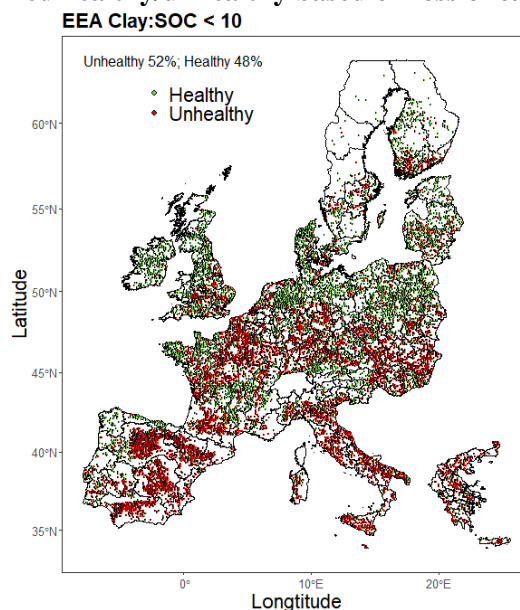 EEA Clay:SOC < 10
Unhealthy 52%; Healthy 48%
Healthy
Unhealthy
60°N
55°N
50°N
45°N
40°N
35°N
Latitude
0°
10°E
20°E
Longtitude